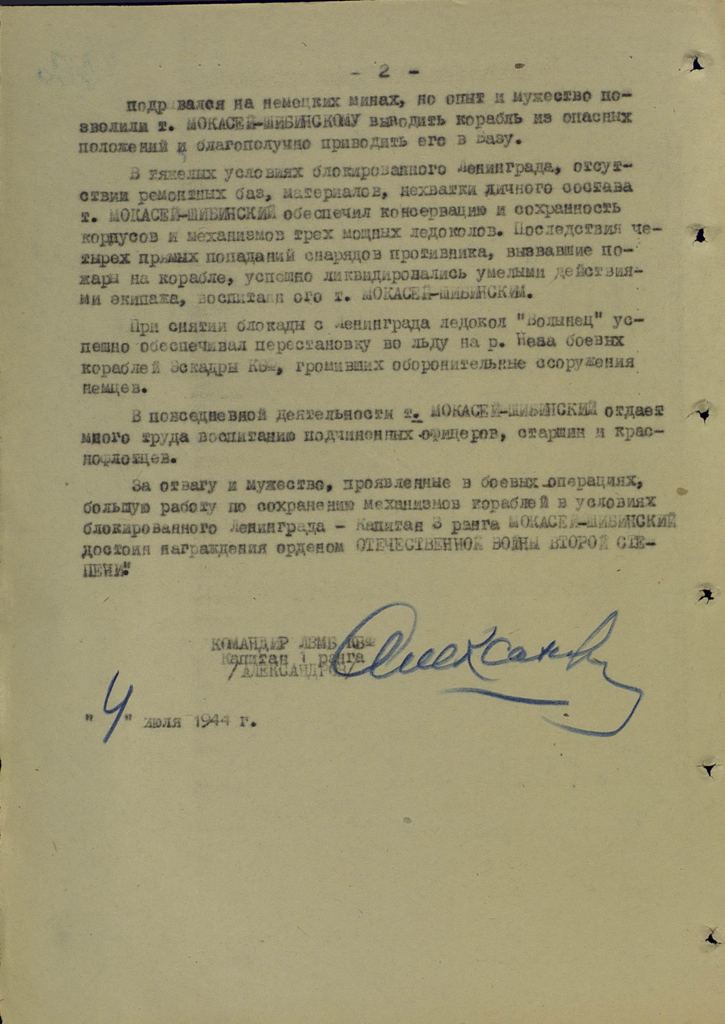 - 2 -
подрывался на немецких минах, но опыт и мужество по-
зволили т. МОКАСЕЙ-ШИБИНСКОМУ выводить корабль из опасных
положений и благополучно приводить его в Базу.
В тяжелых условиях блокированного Ленинграда, отсут-
ствии ремонтных баз, материалов, нехватки личного состава
т. МОКАСЕЙ-ШИБИНСКИЙ обеспечил консервацию и сохранность
корпусов и механизмов трех мощных ледоколов. Последствия че-
тырех прямых попаданий снарядов противника, вызвавшие по-
жары на корабле, успешно ликвидировались умелыми действия-
ми экипажа, воспитанного т. МОКАСЕЙ-ШИБИНСКИМ.
При снятии блокады с Ленинграда ледокол "Волынец" ус-
пешно обеспечивал перестановку во льду на р. Нева боевых
кораблей Эскадры КБФ, громивших оборонительные сооружения
немцев.
В повседневной деятельности т. МОКАСЕЙ-ШИБИНСКИЙ отдает
много труда воспитанию подчиненных офицеров, старшин и крас-
нофлотцев.
За отвагу и мужество, проявленные в боевых операциях,
большую работу по сохранению механизмов кораблей в условиях
блокированного Ленинграда - Капитан 3 ранга МОКАСЕЙ-ШИБИНСКИЙ
достоин награждения орденом ОТЕЧЕСТВЕННОЙ ВОЙНЫ ВТОРОЙ СТЕ-
ПЕНИ."
КОМАНДИР ЛВМБ КБФ
Капитан 1 ранга
/АЛЕКСАНДРОВ/
"4" июля 1944 г.